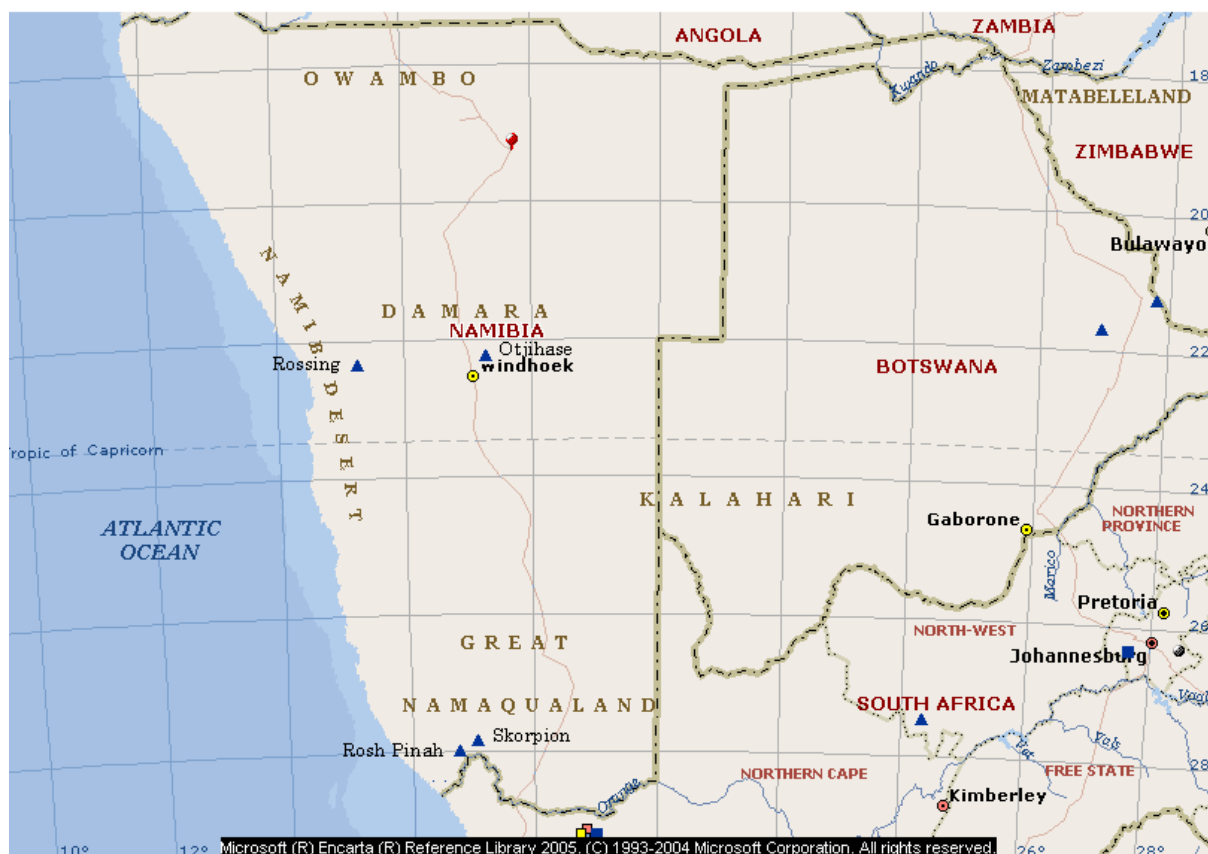 ANGOLA
ZAMBIA
OWAMBO
Kwando
Zambezi
18
MATABELELAND
ZIMBABWE
20
Bulawayo
NAMIB DESERT
DAMARA
NAMIBIA
Otjihase
Rossing
windhoek
BOTSWANA
22
Tropic of Capricorn
KALAHARI
24
ATLANTIC
OCEAN
Gaborone
NORTHERN
PROVINCE
Marico
Pretoria
GREAT
NORTH-WEST
26
Johannesburg
NAMAQUALAND
SOUTH AFRICA
Vaal
Skorpion
Rosh Pinah
Vet
Vals
NORTHERN CAPE
FREE STATE
28
Orange
Kimberley
10°
12°
Microsoft (R) Encarta (R) Reference Library 2005. (C) 1993-2004 Microsoft Corporation. All rights reserved.
26°
28°